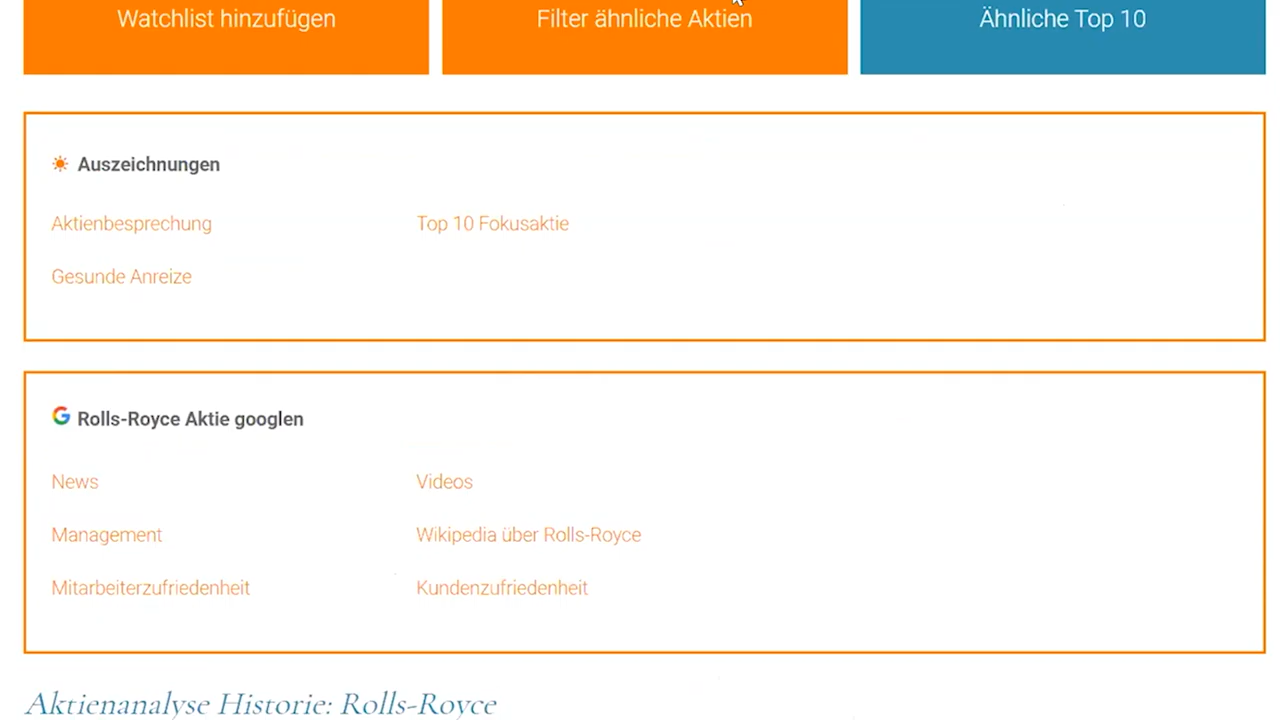 Watchlist hinzufügen
Filter ähnliche Aktien
Ähnliche Top 10
Auszeichnungen
Aktienbesprechung
Top 10 Fokusaktie
Gesunde Anreize
Rolls-Royce Aktie googlen
News
Videos
Management
Wikipedia über Rolls-Royce
Mitarbeiterzufriedenheit
Kundenzufriedenheit
Aktienanalyse Historie: Rolls-Royce